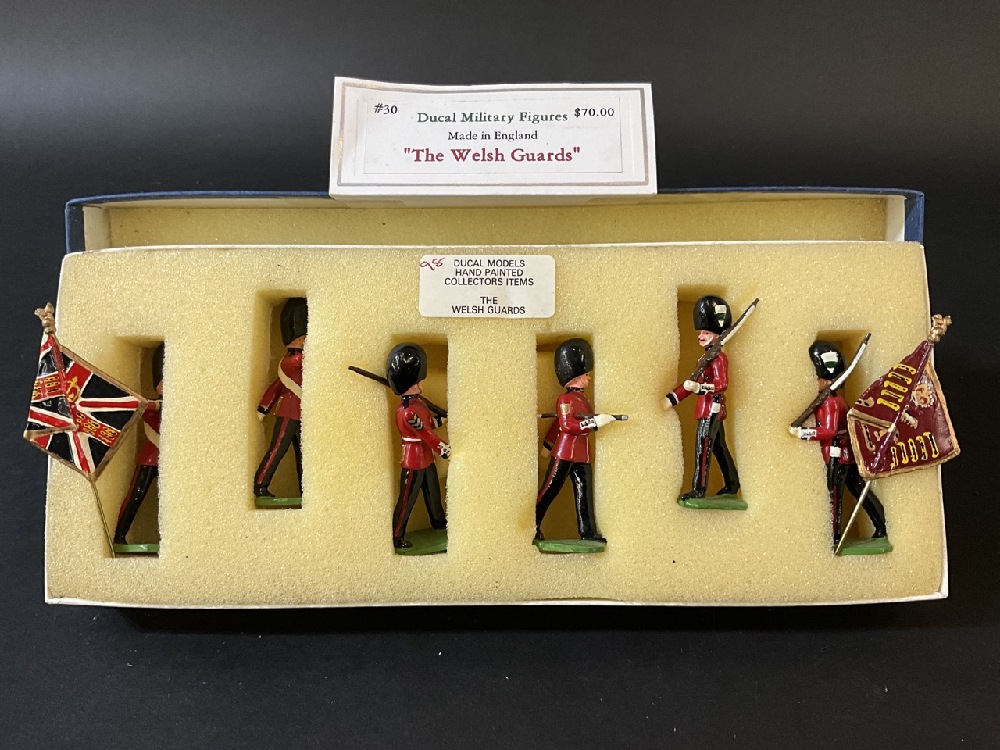 #30
Ducal Military Figures $70.00
Made in England
"The Welsh Guards"
DUCAL MODELS
HAND PAINTED
COLLECTORS ITEMS
THE
WELSH GUARDS